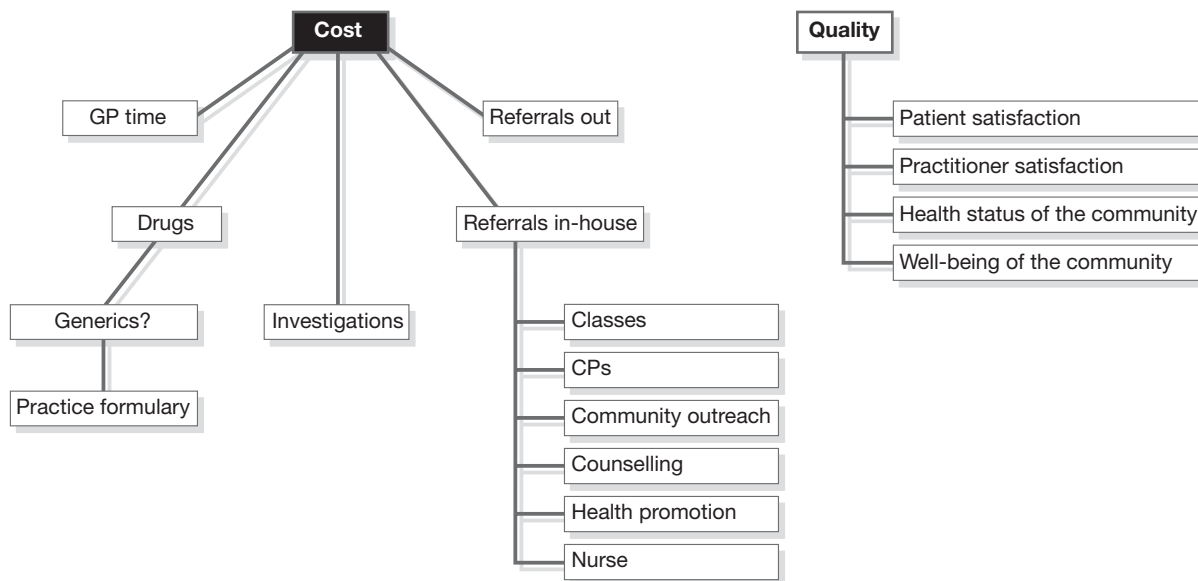 Cost
GP time
Referrals out
Drugs
Referrals in-house
Generics?
Investigations
Practice formulary
Classes
CPs
Community outreach
Counselling
Health promotion
Nurse
Quality
Patient satisfaction
Practitioner satisfaction
Health status of the community
Well-being of the community